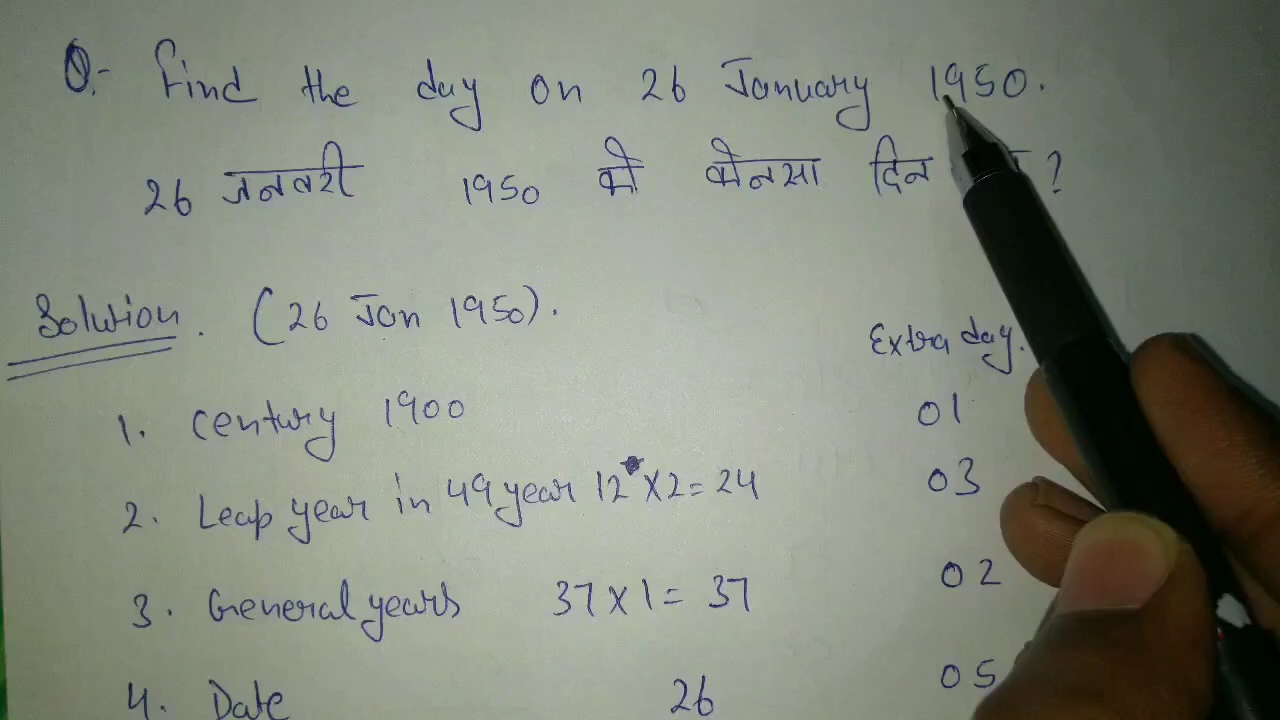 Q.- Find the day on 26 January 1950.
26 जनवरी 1950 को कोनसा दिन ?
Solution. (26 Jan 1950).
Extra day.
1. Century 1900 01
2. Leap year in 49 year 12 X 2 = 24 03
3. General years 37 X 1 = 37 02
4. Date 26 05